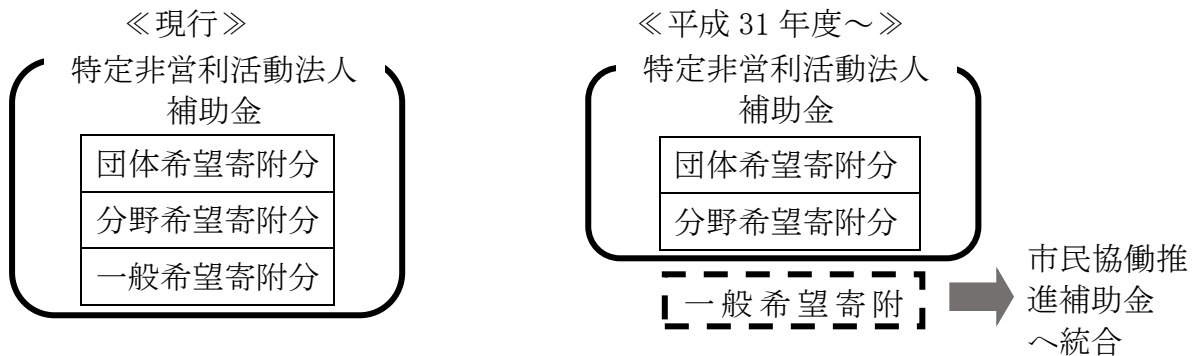 ≪現行≫
特定非営利活動法人
補助金
団体希望寄附分
分野希望寄附分
一般希望寄附分
≪平成 31 年度～≫
特定非営利活動法人
補助金
団体希望寄附分
分野希望寄附分
一般希望寄附
市民協働推
進補助金
へ統合